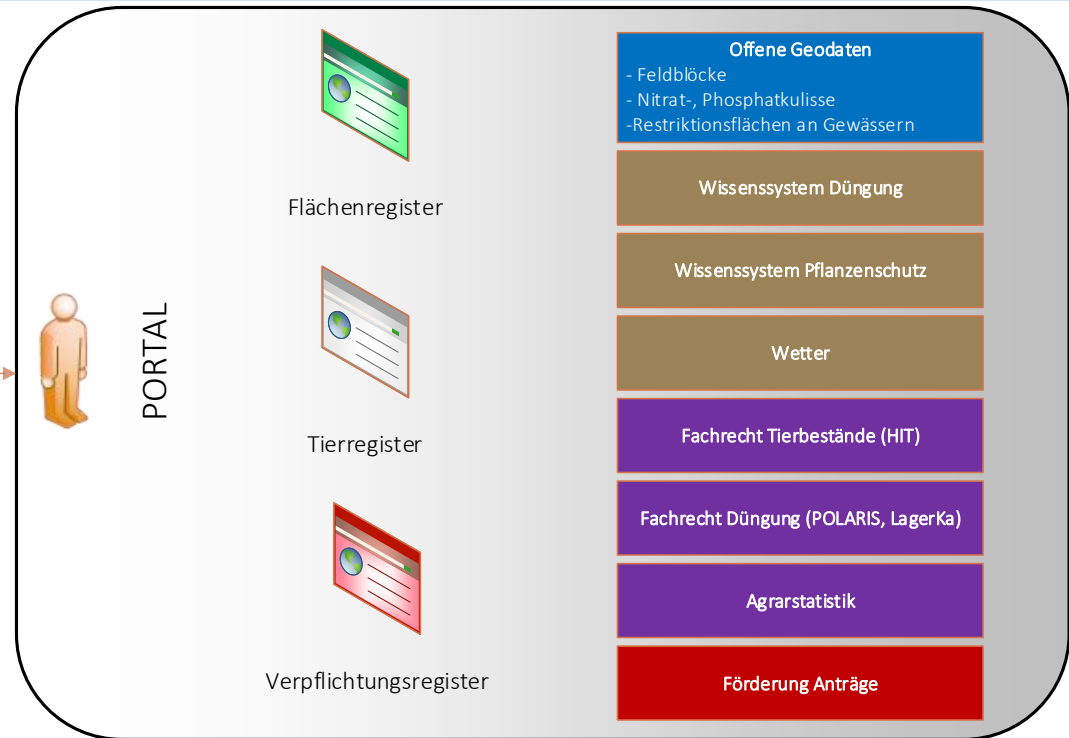 PORTAL
Flächenregister
Tierregister
Verpflichtungsregister
Offene Geodaten
- Feldblöcke
- Nitrat-, Phosphatkulisse
-Restriktionsflächen an Gewässern
Wissenssystem Düngung
Wissenssystem Pflanzenschutz
Wetter
Fachrecht Tierbestände (HIT)
Fachrecht Düngung (POLARIS, LagerKa)
Agrarstatistik
Förderung Anträge